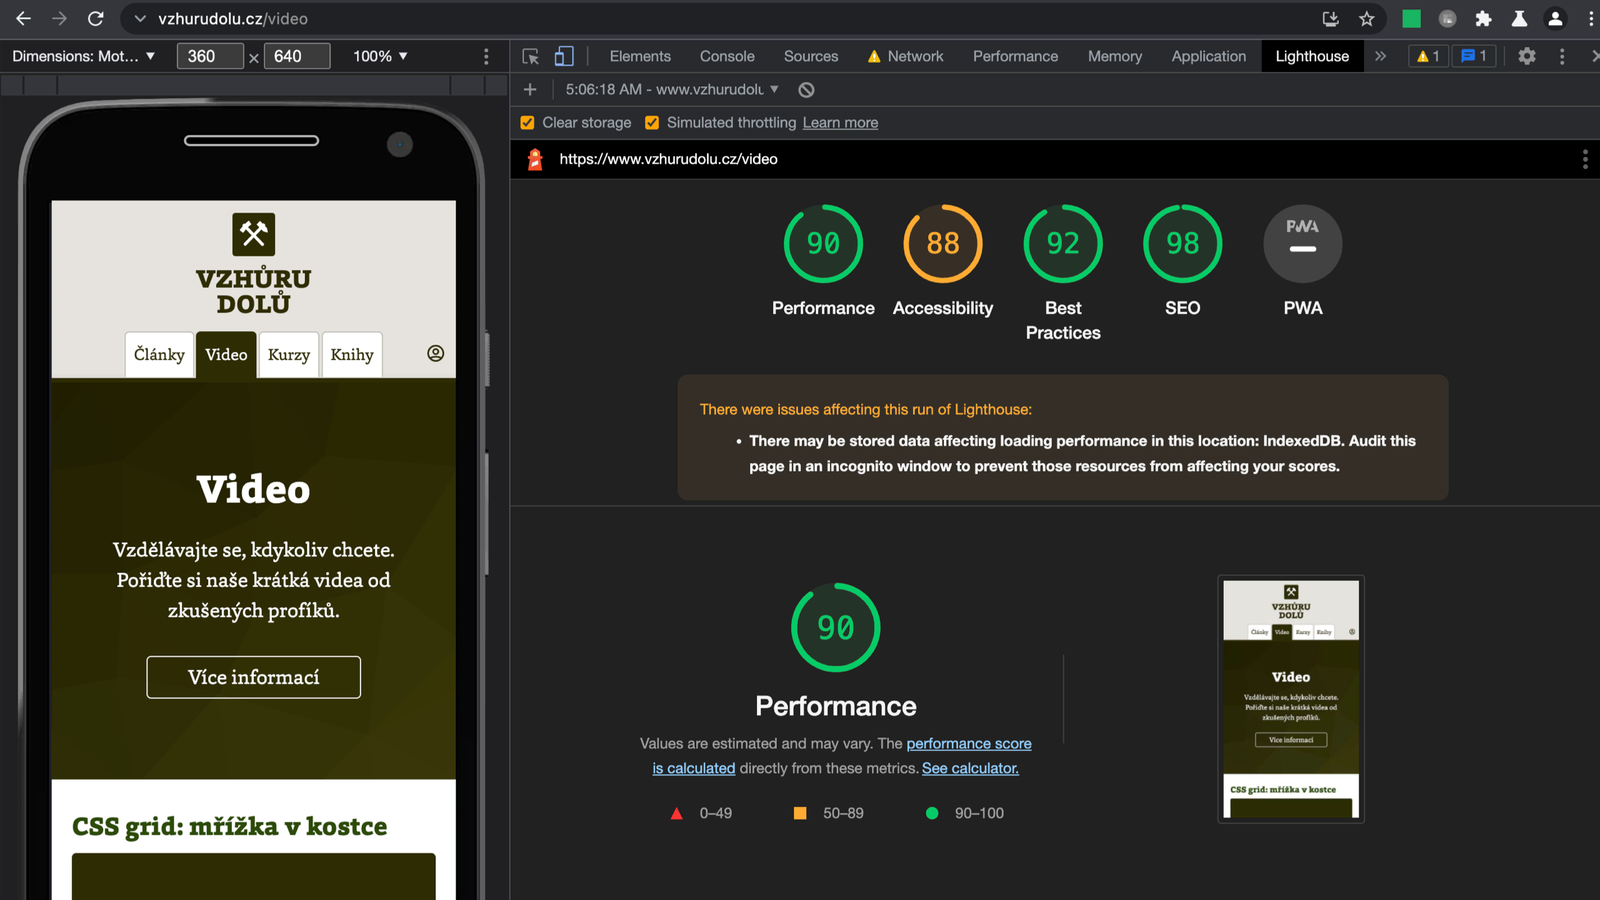 vzhurudolu.cz/video
Dimensions: Mot... ▼ 360 × 640 100% ▼
Elements Console Sources Network Performance Memory Application Lighthouse » 1 1
5:06:18 AM - www.vzhurudolu ▼
Clear storage Simulated throttling Learn more
https://www.vzhurudolu.cz/video
VZHŮRU
DOLŮ
Články Video Kurzy Knihy
Video
Vzdělávajte se, kdykoliv chcete.
Pořiďte si naše krátká videa od
zkušených profíků.
Více informací
CSS grid: mřížka v kostce
90 88 92 98 PWA
Performance Accessibility Best Practices SEO PWA
There were issues affecting this run of Lighthouse:
• There may be stored data affecting loading performance in this location: IndexedDB. Audit this
page in an incognito window to prevent those resources from affecting your scores.
90
Performance
Values are estimated and may vary. The performance score
is calculated directly from these metrics. See calculator.
0–49 50–89 90–100
VZHŮRU
DOLŮ
Články Video Kurzy Knihy
Video
Vzdělávajte se, kdykoliv chcete.
Pořiďte si naše krátká videa od
zkušených profíků.
Více informací
CSS grid: mřížka v kostce